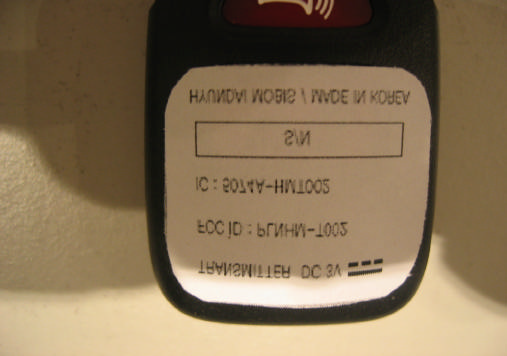 TRANSMITTER DC 3V
FCC ID : PLNHM-T002
IC : 5074A-HMT002
S/N
HYUNDAI MOBIS / MADE IN KOREA